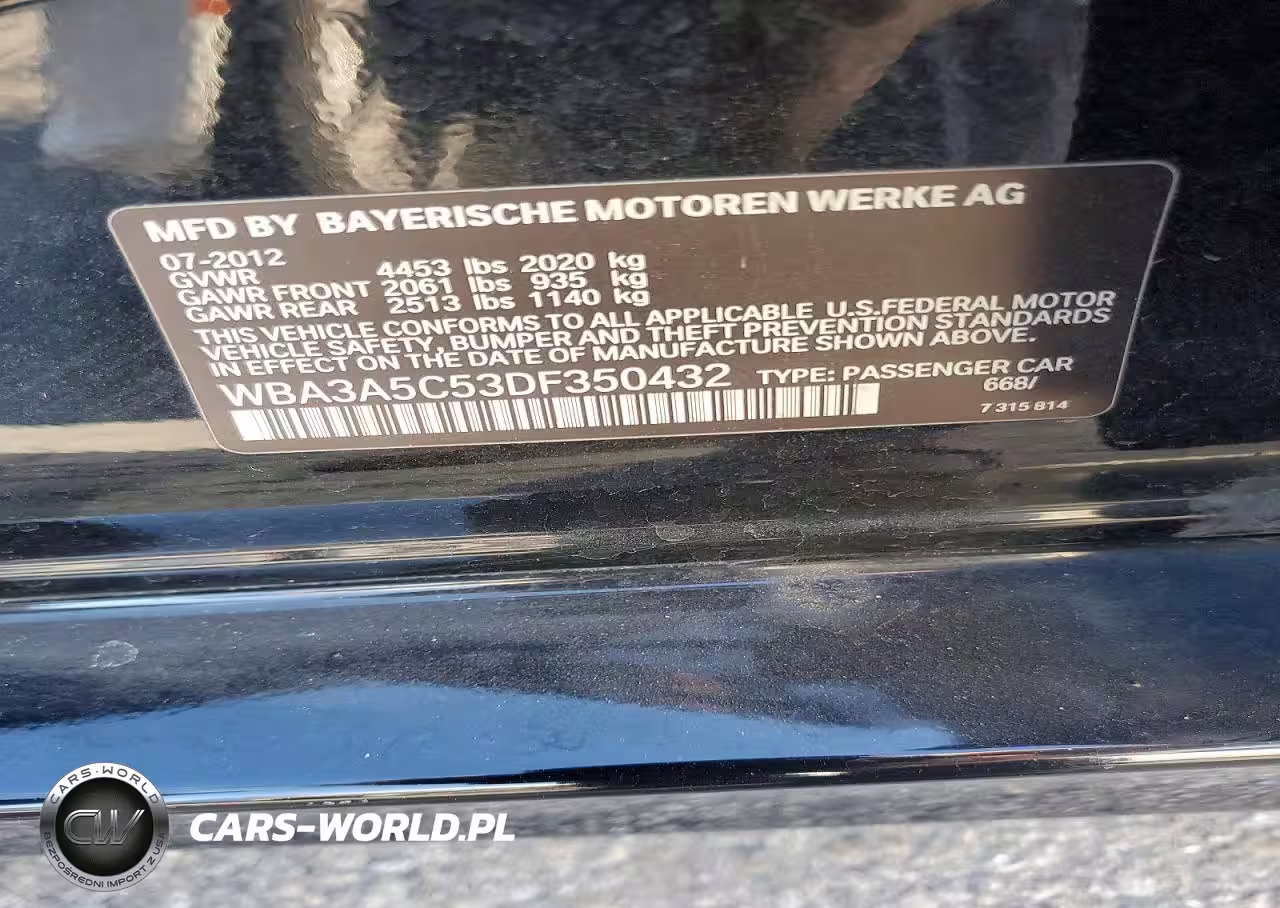 MFD BY BAYERISCHE MOTOREN WERKE AG
07-2012
GVWR 4453 lbs 2020 kg
GAWR FRONT 2061 lbs 935 kg
GAWR REAR 2513 lbs 1140 kg
THIS VEHICLE CONFORMS TO ALL APPLICABLE U.S.FEDERAL MOTOR
VEHICLE SAFETY, BUMPER AND THEFT PREVENTION STANDARDS
IN EFFECT ON THE DATE OF MANUFACTURE SHOWN ABOVE.
WBA3A5C53DF350432 TYPE: PASSENGER CAR
668/
7 315 814
CARS-WORLD
CW
BEZPOŚREDNI IMPORT Z USA
CARS-WORLD.PL